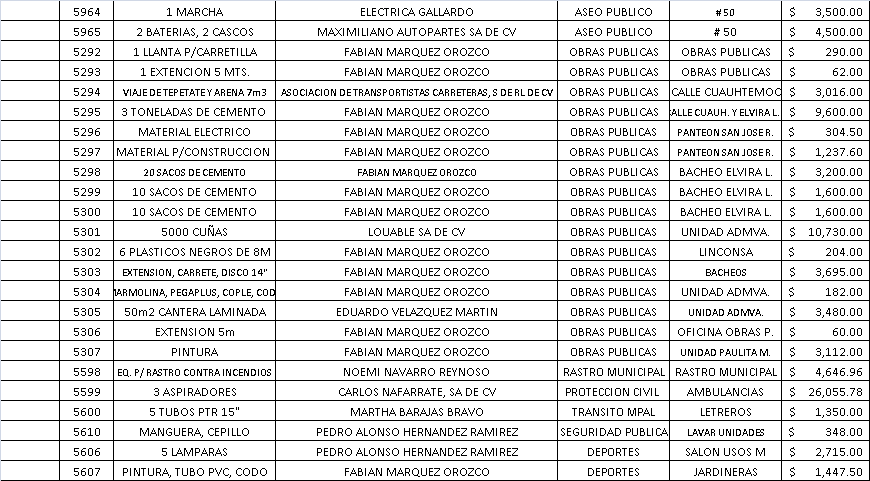 5964 1 MARCHA ELECTRICA GALLARDO ASEO PUBLICO #50 $ 3,500.00
5965 2 BATERIAS, 2 CASCOS MAXIMILIANO AUTOPARTES SA DE CV ASEO PUBLICO # 50 $ 4,500.00
5292 1 LLANTA P/CARRETILLA FABIAN MARQUEZ OROZCO OBRAS PUBLICAS OBRAS PUBLICAS $ 290.00
5293 1 EXTENCION 5 MTS. FABIAN MARQUEZ OROZCO OBRAS PUBLICAS OBRAS PUBLICAS $ 62.00
5294 VIAJE DE TEPETATE Y ARENA 7m3 ASOCIACION DE TRANSPORTISTAS CARRETERAS, S DE RL DE CV OBRAS PUBLICAS CALLE CUAUHTEMOC $ 3,016.00
5295 3 TONELADAS DE CEMENTO FABIAN MARQUEZ OROZCO OBRAS PUBLICAS ALLE CUAUH. Y ELVIRA L. $ 9,600.00
5296 MATERIAL ELECTRICO FABIAN MARQUEZ OROZCO OBRAS PUBLICAS PANTEON SAN JOSE R. $ 304.50
5297 MATERIAL P/CONSTRUCCION FABIAN MARQUEZ OROZCO OBRAS PUBLICAS PANTEON SAN JOSE R. $ 1,237.60
5298 20 SACOS DE CEMENTO FABIAN MARQUEZ OROZCO OBRAS PUBLICAS BACHEO ELVIRA L. $ 3,200.00
5299 10 SACOS DE CEMENTO FABIAN MARQUEZ OROZCO OBRAS PUBLICAS BACHEO ELVIRA L. $ 1,600.00
5300 10 SACOS DE CEMENTO FABIAN MARQUEZ OROZCO OBRAS PUBLICAS BACHEO ELVIRA L. $ 1,600.00
5301 5000 CUÑAS LOUABLE SA DE CV OBRAS PUBLICAS UNIDAD ADMVA. $ 10,730.00
5302 6 PLASTICOS NEGROS DE 8M FABIAN MARQUEZ OROZCO OBRAS PUBLICAS LINCONSA $ 204.00
5303 EXTENSION, CARRETE, DISCO 14" FABIAN MARQUEZ OROZCO OBRAS PUBLICAS BACHEOS $ 3,695.00
5304 MARMOLINA, PEGAPLUS, COPLE, COD FABIAN MARQUEZ OROZCO OBRAS PUBLICAS UNIDAD ADMVA. $ 182.00
5305 50m2 CANTERA LAMINADA EDUARDO VELAZQUEZ MARTIN OBRAS PUBLICAS UNIDAD ADMVA. $ 3,480.00
5306 EXTENSION 5m FABIAN MARQUEZ OROZCO OBRAS PUBLICAS OFICINA OBRAS P. $ 60.00
5307 PINTURA FABIAN MARQUEZ OROZCO OBRAS PUBLICAS UNIDAD PAULITA M. $ 3,112.00
5598 EQ. P/ RASTRO CONTRA INCENDIOS NOEMI NAVARRO REYNOSO RASTRO MUNICIPAL RASTRO MUNICIPAL $ 4,646.96
5599 3 ASPIRADORES CARLOS NAFARRATE, SA DE CV PROTECCION CIVIL AMBULANCIAS $ 26,055.78
5600 5 TUBOS PTR 15" MARTHA BARAJAS BRAVO TRANSITO MPAL LETREROS $ 1,350.00
5610 MANGUERA, CEPILLO PEDRO ALONSO HERNANDEZ RAMIREZ SEGURIDAD PUBLICA LAVAR UNIDADES $ 348.00
5606 5 LAMPARAS PEDRO ALONSO HERNANDEZ RAMIREZ DEPORTES SALON USOS M $ 2,715.00
5607 PINTURA, TUBO PVC, CODO FABIAN MARQUEZ OROZCO DEPORTES JARDINERAS $ 1,447.50